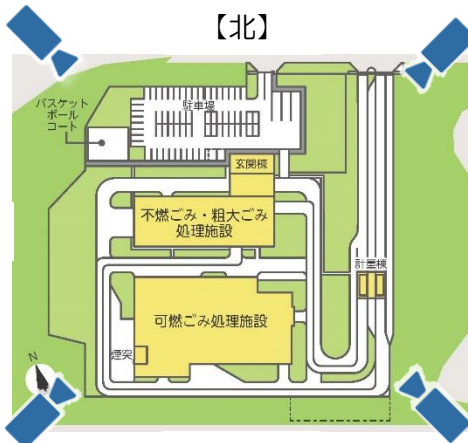 【北】
バスケット
ボール
コート
駐車場
玄関棟
不燃ごみ・粗大ごみ
処理施設
計量棟
可燃ごみ処理施設
煙突
N